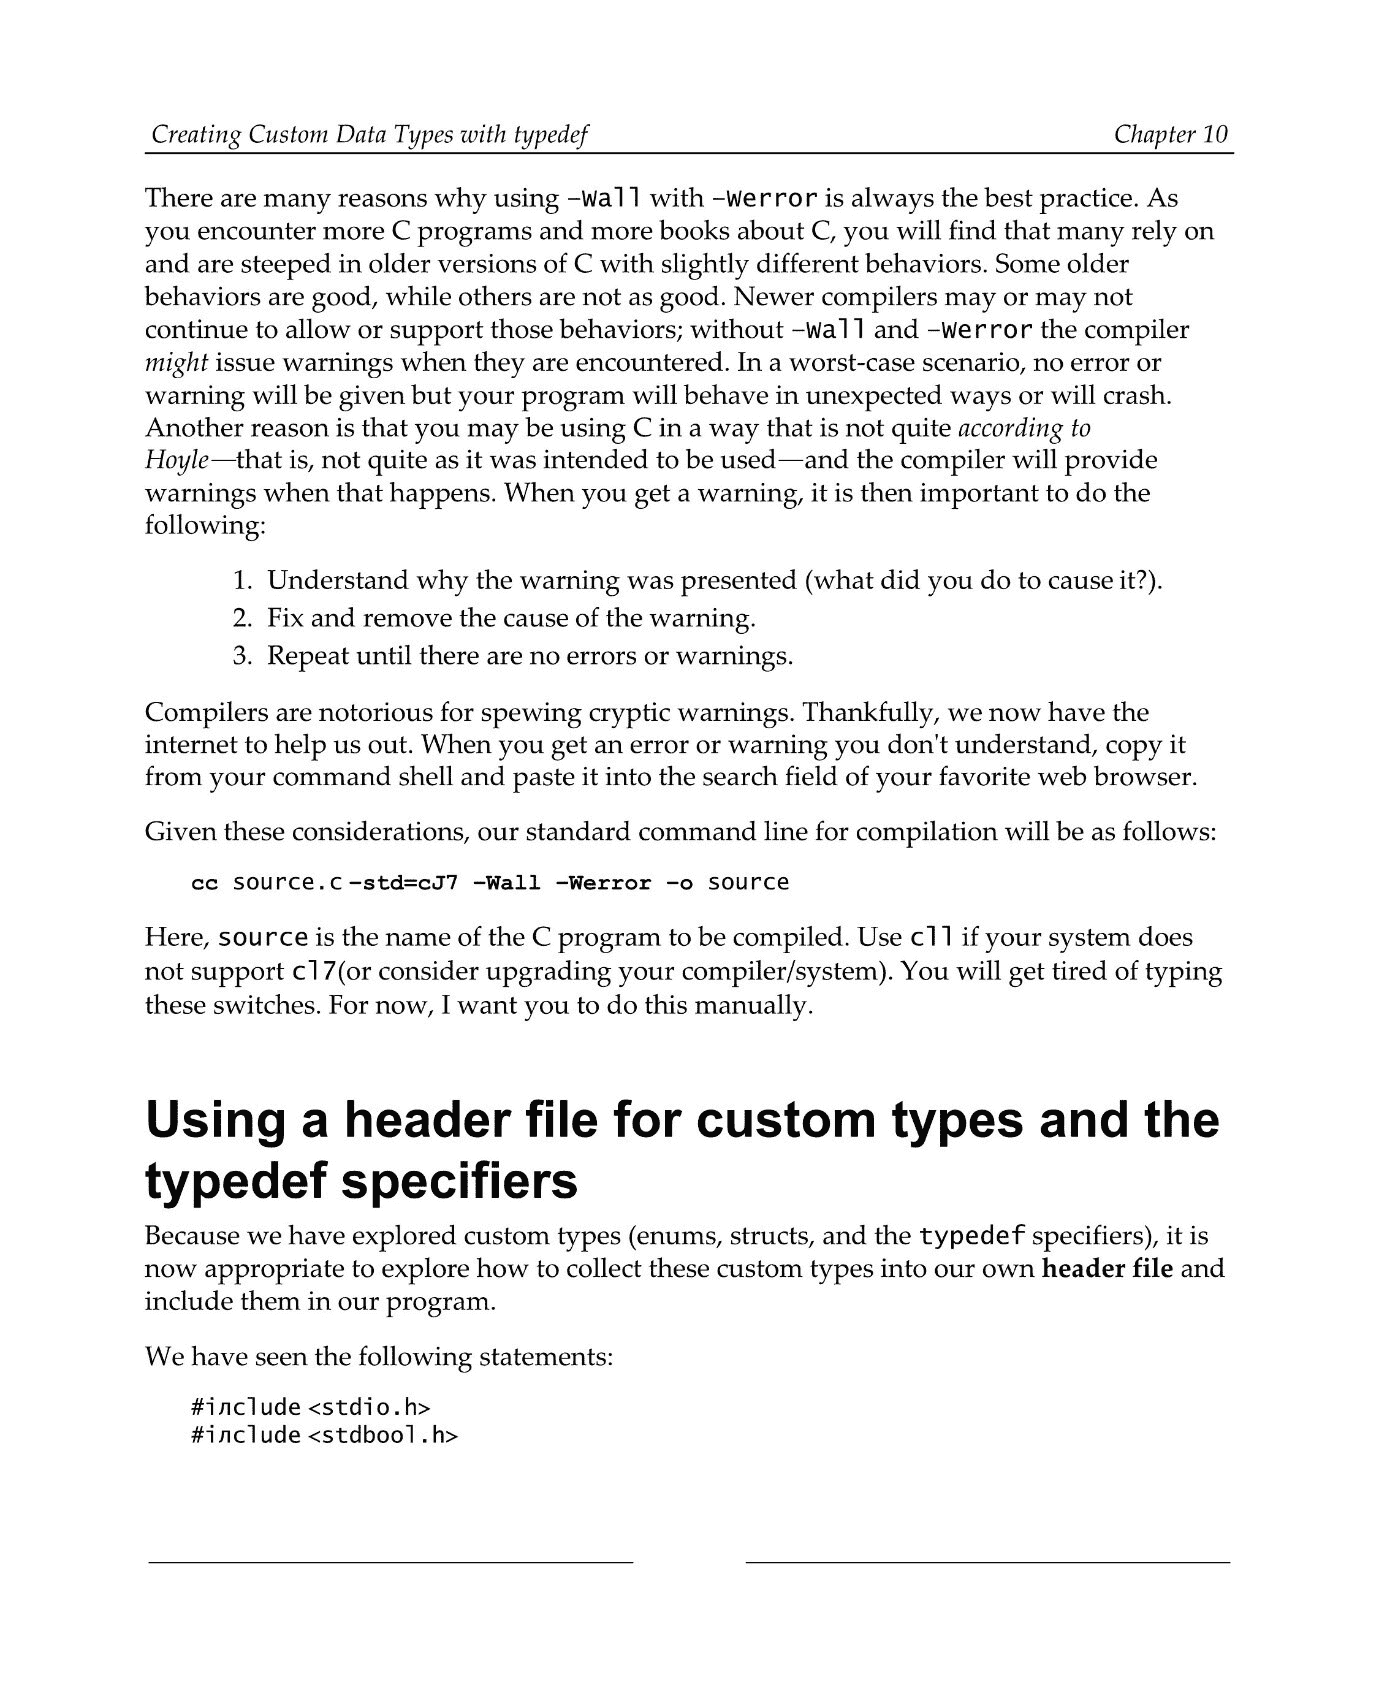 Creating Custom Data Types with typedef Chapter 10
There are many reasons why using –Wall with –Werror is always the best practice. As
you encounter more C programs and more books about C, you will find that many rely on
and are steeped in older versions of C with slightly different behaviors. Some older
behaviors are good, while others are not as good. Newer compilers may or may not
continue to allow or support those behaviors; without –Wall and –Werror the compiler
might issue warnings when they are encountered. In a worst-case scenario, no error or
warning will be given but your program will behave in unexpected ways or will crash.
Another reason is that you may be using C in a way that is not quite according to
Hoyle—that is, not quite as it was intended to be used—and the compiler will provide
warnings when that happens. When you get a warning, it is then important to do the
following:
1. Understand why the warning was presented (what did you do to cause it?).
2. Fix and remove the cause of the warning.
3. Repeat until there are no errors or warnings.
Compilers are notorious for spewing cryptic warnings. Thankfully, we now have the
internet to help us out. When you get an error or warning you don't understand, copy it
from your command shell and paste it into the search field of your favorite web browser.
Given these considerations, our standard command line for compilation will be as follows:
cc source.c –std=cJ7 –Wall –Werror –o source
Here, source is the name of the C program to be compiled. Use cll if your system does
not support cl7(or consider upgrading your compiler/system). You will get tired of typing
these switches. For now, I want you to do this manually.
Using a header file for custom types and the
typedef specifiers
Because we have explored custom types (enums, structs, and the typedef specifiers), it is
now appropriate to explore how to collect these custom types into our own header file and
include them in our program.
We have seen the following statements:
#iлclude <stdio.h>
#iлclude <stdbool.h>